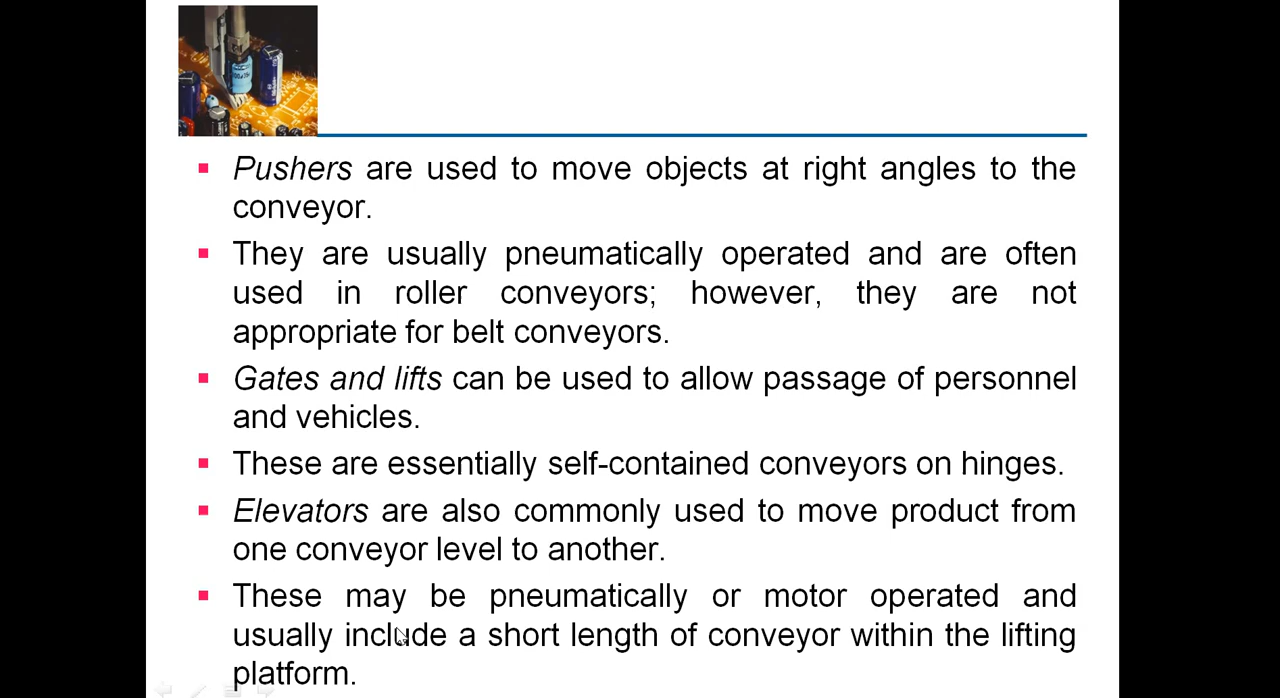 Pushers are used to move objects at right angles to the
conveyor.
They are usually pneumatically operated and are often
used in roller conveyors; however, they are not
appropriate for belt conveyors.
Gates and lifts can be used to allow passage of personnel
and vehicles.
These are essentially self-contained conveyors on hinges.
Elevators are also commonly used to move product from
one conveyor level to another.
These may be pneumatically or motor operated and
usually include a short length of conveyor within the lifting
platform.